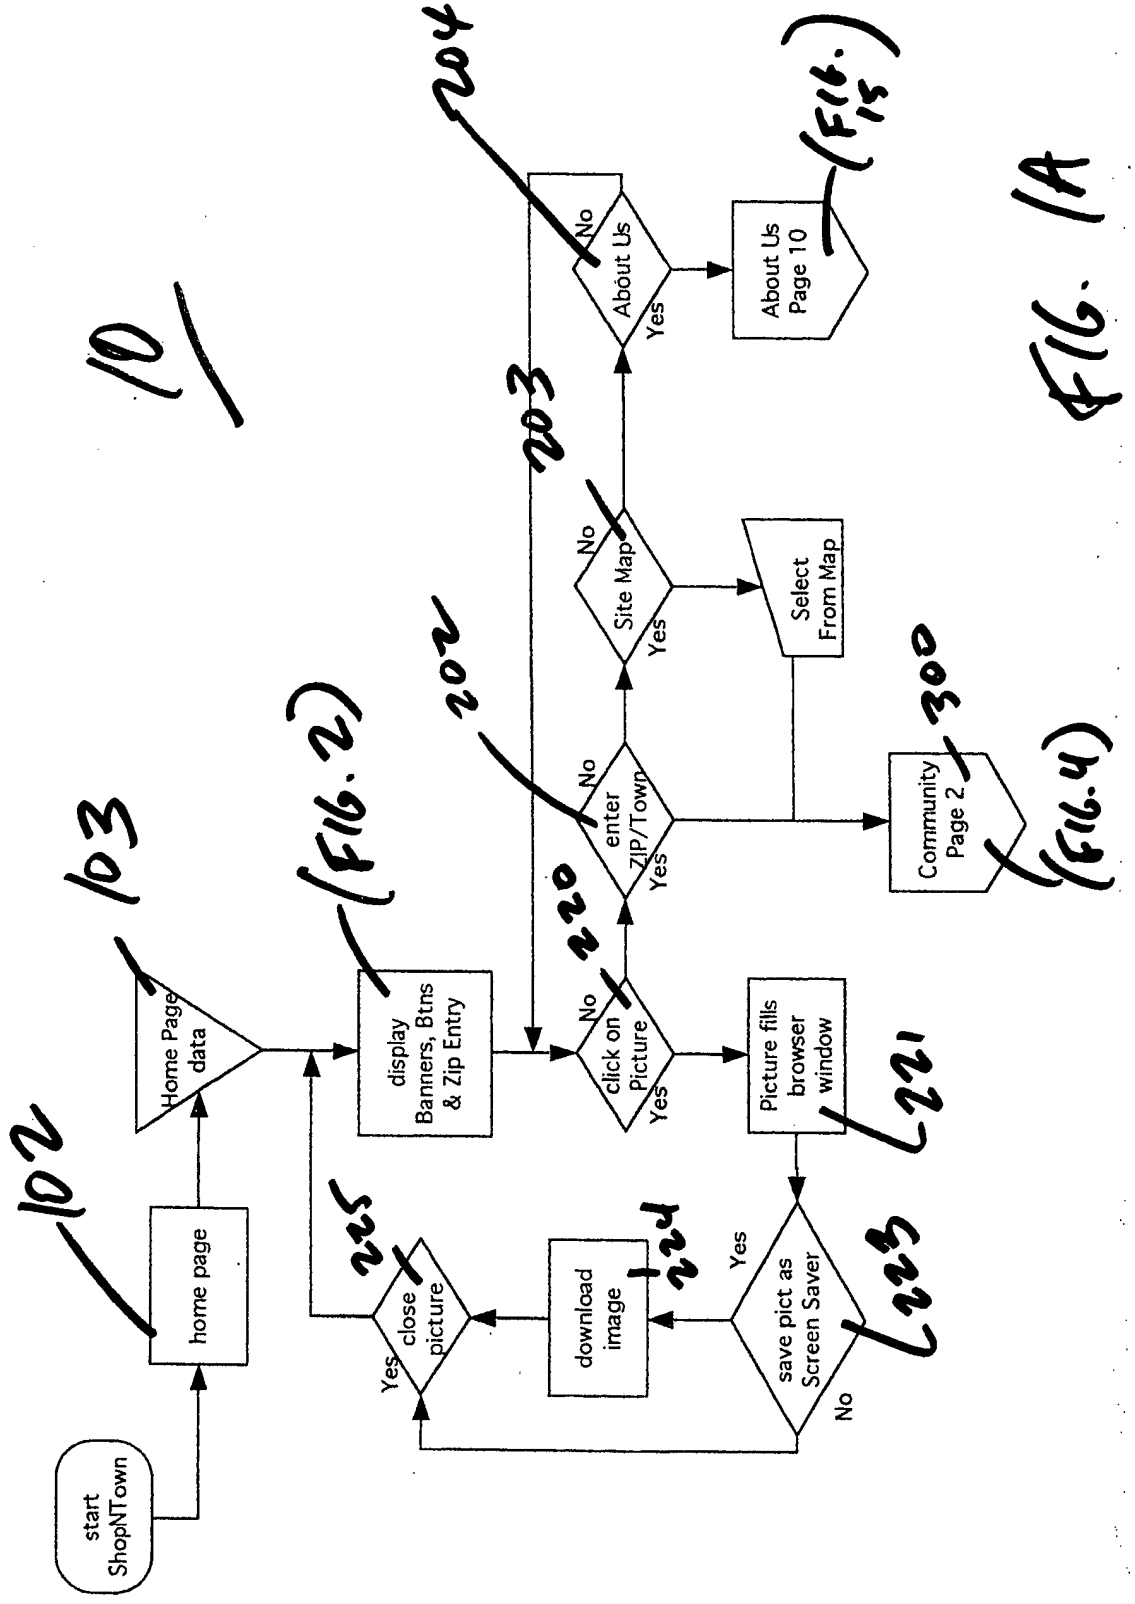 start
ShopNTown
home page
102
Home Page
data
103
10
display
Banners, Btns
& Zip Entry
(FIG. 2)
close
picture
Yes
225
download
image
224
save pict as
Screen Saver
Yes
No
223
Picture fills
browser
window
221
click on
Picture
No
Yes
220
enter
ZIP/Town
No
Yes
202
Site Map
No
Yes
203
About Us
No
Yes
204
Select
From Map
Community
Page 2
300
(FIG. 4)
About Us
Page 10
(FIG.
15)
FIG. 1A